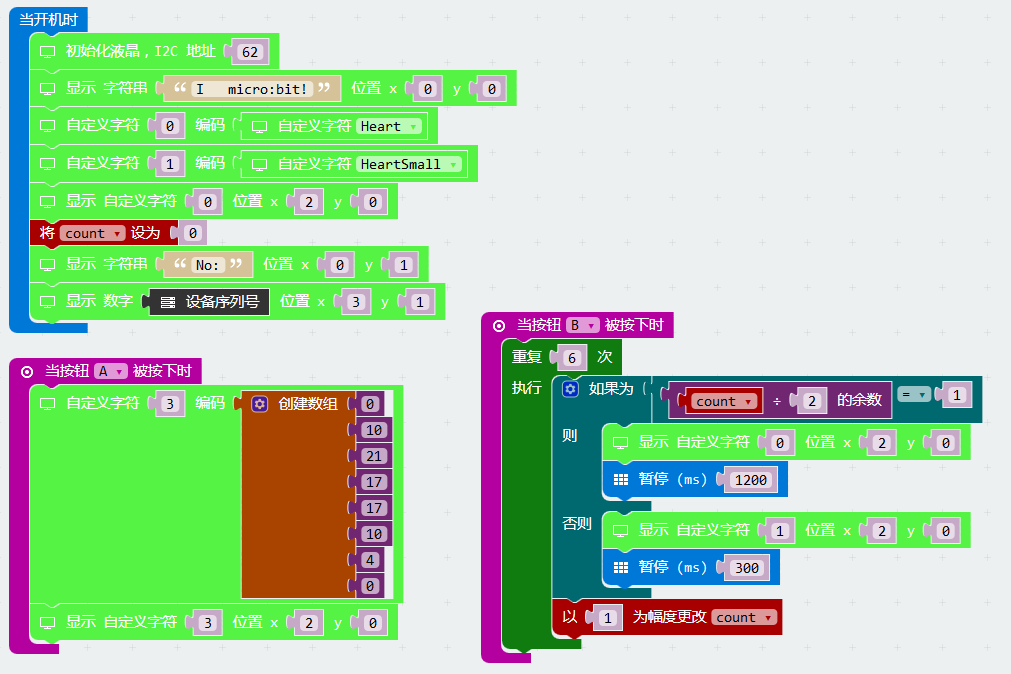 当开机时
初始化液晶，I2C 地址 62
显示 字符串 “ I   micro:bit! ” 位置 x 0 y 0
自定义字符 0 编码 自定义字符 Heart
自定义字符 1 编码 自定义字符 HeartSmall
显示 自定义字符 0 位置 x 2 y 0
将 count 设为 0
显示 字符串 “ No: ” 位置 x 0 y 1
显示 数字 设备序列号 位置 x 3 y 1
当按钮 A 被按下时
自定义字符 3 编码 创建数组 0
10
21
17
17
10
4
0
显示 自定义字符 3 位置 x 2 y 0
当按钮 B 被按下时
重复 6 次
执行 如果为 count ÷ 2 的余数 = 1
则 显示 自定义字符 0 位置 x 2 y 0
暂停 (ms) 1200
否则 显示 自定义字符 1 位置 x 2 y 0
暂停 (ms) 300
以 1 为幅度更改 count